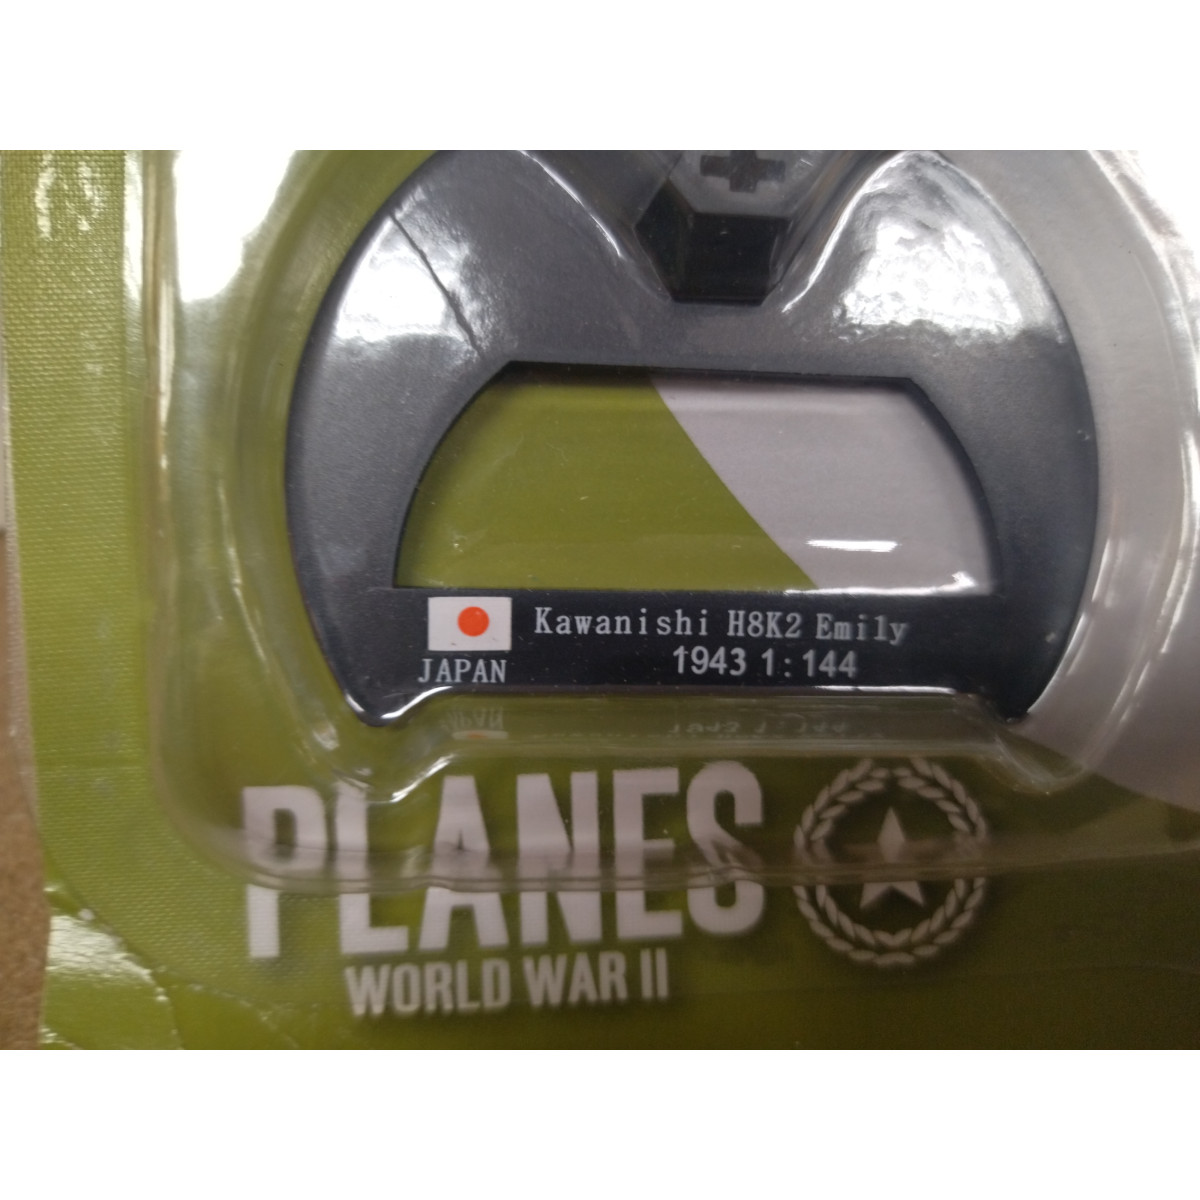 Kawanishi H8K2 Emily
JAPAN
1943 1:144
PLANES
WORLD WAR II